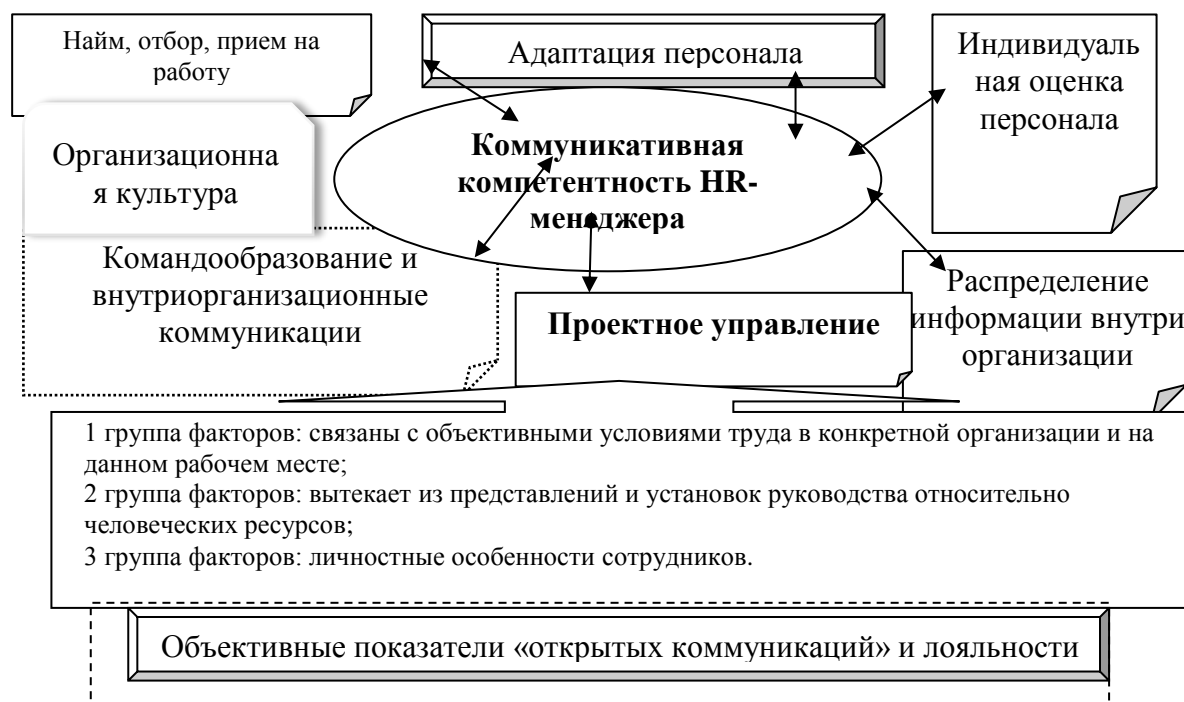 Найм, отбор, прием на
работу
Адаптация персонала
Индивидуаль
ная оценка
персонала
Организационна
я культура
Коммуникативная
компетентность HR-
менеджера
Командообразование и
внутриорганизационные
коммуникации
Проектное управление
Распределение
информации внутри
организации
1 группа факторов: связаны с объективными условиями труда в конкретной организации и на
данном рабочем месте;
2 группа факторов: вытекает из представлений и установок руководства относительно
человеческих ресурсов;
3 группа факторов: личностные особенности сотрудников.
Объективные показатели «открытых коммуникаций» и лояльности